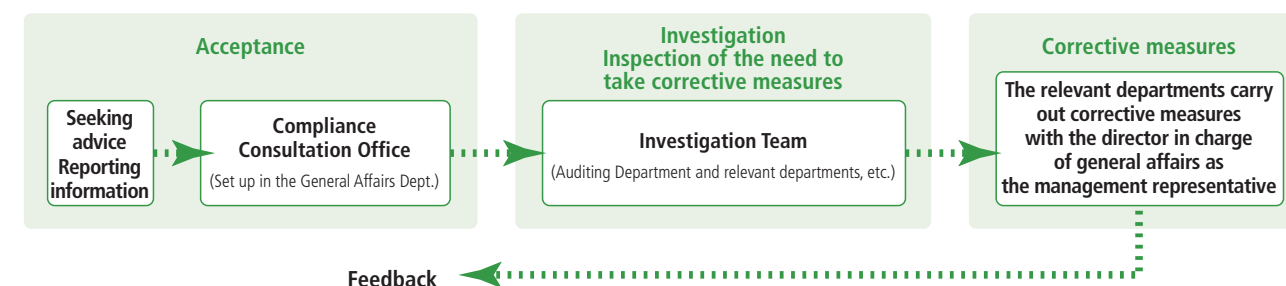 Acceptance
Seeking
advice
Reporting
information
Compliance
Consultation Office
(Set up in the General Affairs Dept.)
Investigation
Inspection of the need to
take corrective measures
Investigation Team
(Auditing Department and relevant departments, etc.)
Corrective measures
The relevant departments carry
out corrective measures
with the director in charge
of general affairs as
the management representative
Feedback